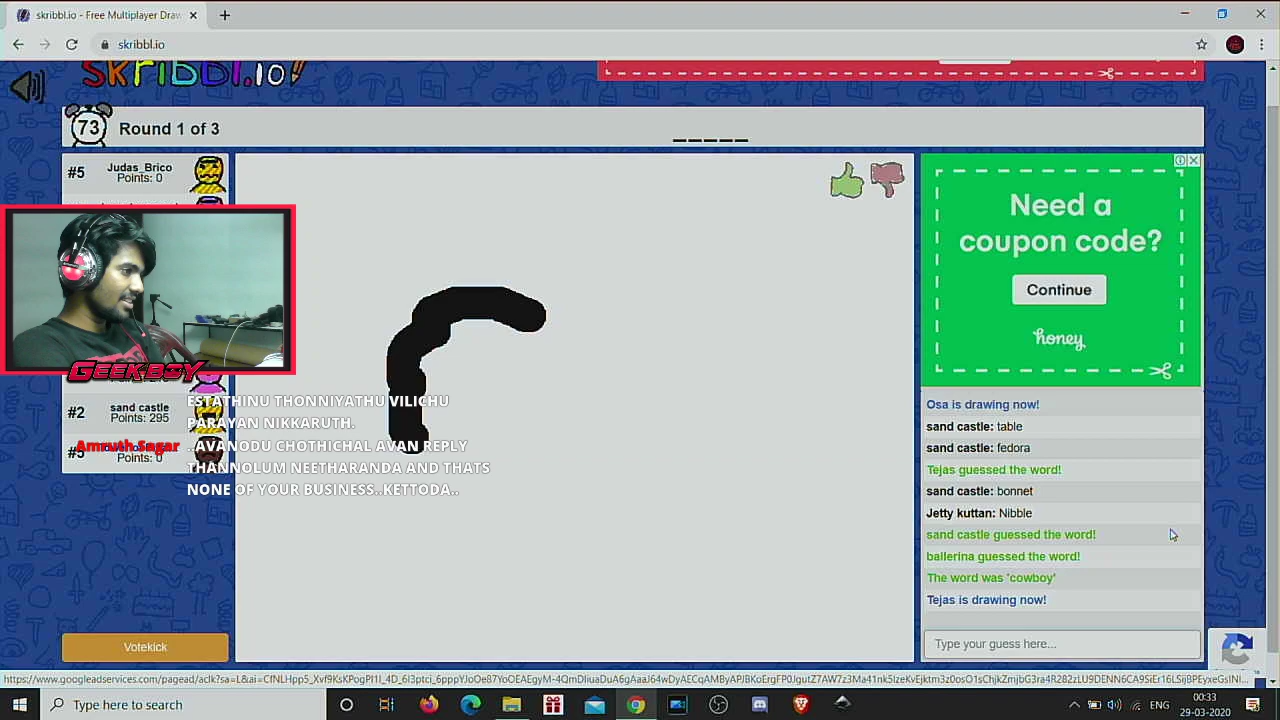 skribbl.io - Free Multiplayer Draw
skribbl.io
skribbl.io
73
Round 1 of 3
_____
#5
Judas_Brico
Points: 0
GEEKBOY
#2
sand castle
Points: 295
#5
Points: 0
Amruth Sagar
ESTATHINU THONNIYATHU VILICHU
PARAYAN NIKKARUTH.
..AVANODU CHOTHICHAL AVAN REPLY
THANNOLUM NEETHARANDA AND THATS
NONE OF YOUR BUSINESS..KETTODA..
Votekick
Need a
coupon code?
Continue
honey
Osa is drawing now!
sand castle: table
sand castle: fedora
Tejas guessed the word!
sand castle: bonnet
Jetty kuttan: Nibble
sand castle guessed the word!
ballerina guessed the word!
The word was 'cowboy'
Tejas is drawing now!
Type your guess here...
Type here to search
ENG
00:33
29-03-2020